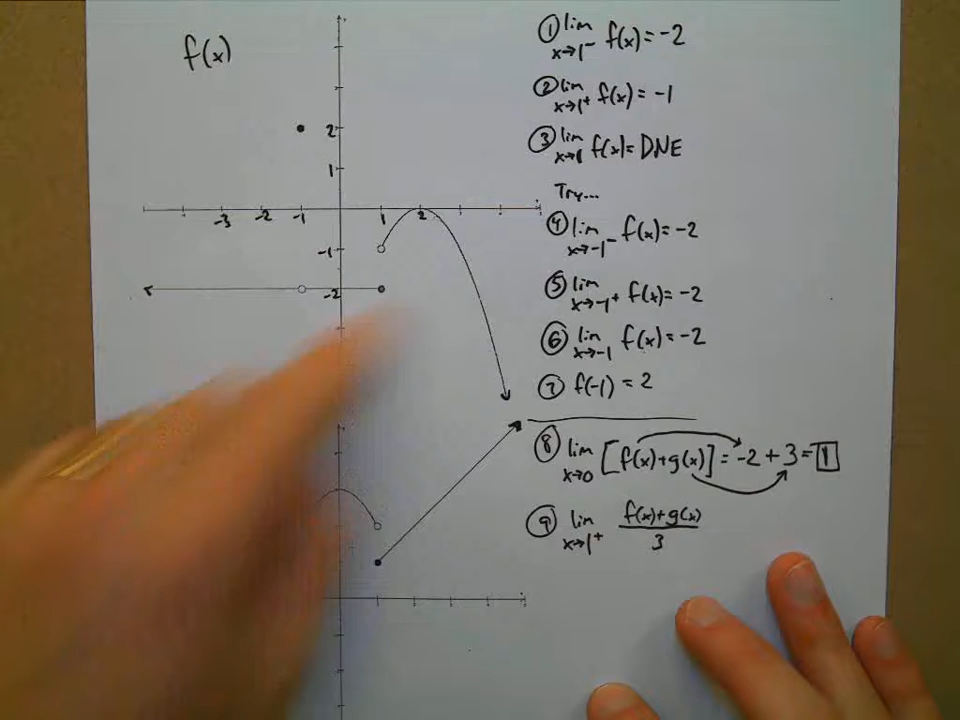 f(x)
① lim x→1⁻ f(x) = -2
② lim x→1⁺ f(x) = -1
③ lim x→1 f(x) = DNE
Try...
④ lim x→-1⁻ f(x) = -2
⑤ lim x→-1⁺ f(x) = -2
⑥ lim x→-1 f(x) = -2
⑦ f(-1) = 2
⑧ lim x→0 [f(x)+g(x)] = -2 + 3 = 1
⑨ lim x→1⁺ f(x)+g(x) / 3
2
1
-3 -2 -1 1 2
-1
-2